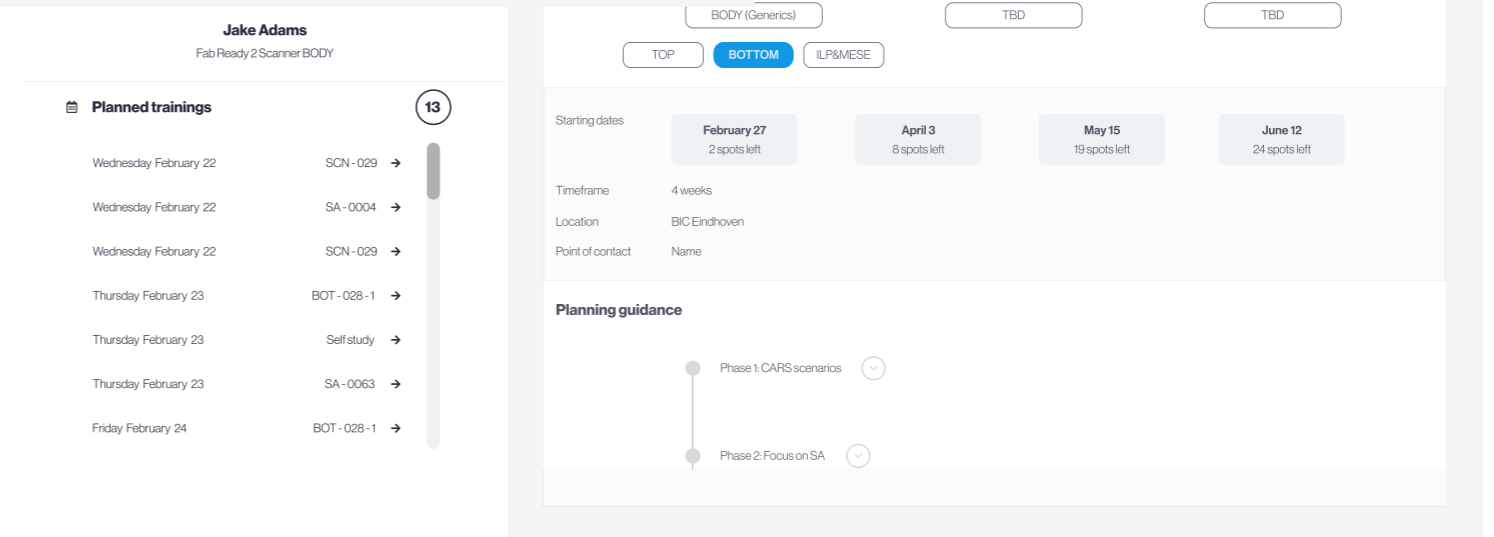 Jake Adams
Fab Ready 2 Scanner BODY
Planned trainings
13
Wednesday February 22 SCN - 029
Wednesday February 22 SA - 0004
Wednesday February 22 SCN - 029
Thursday February 23 BOT - 028 - 1
Thursday February 23 Self study
Thursday February 23 SA - 0063
Friday February 24 BOT - 028 - 1
BODY (Generics) TBD TBD
TOP BOTTOM ILP&MESE
Starting dates
February 27
2 spots left
April 3
8 spots left
May 15
19 spots left
June 12
24 spots left
Timeframe 4 weeks
Location BIC Eindhoven
Point of contact Name
Planning guidance
Phase 1: CARS scenarios
Phase 2: Focus on SA